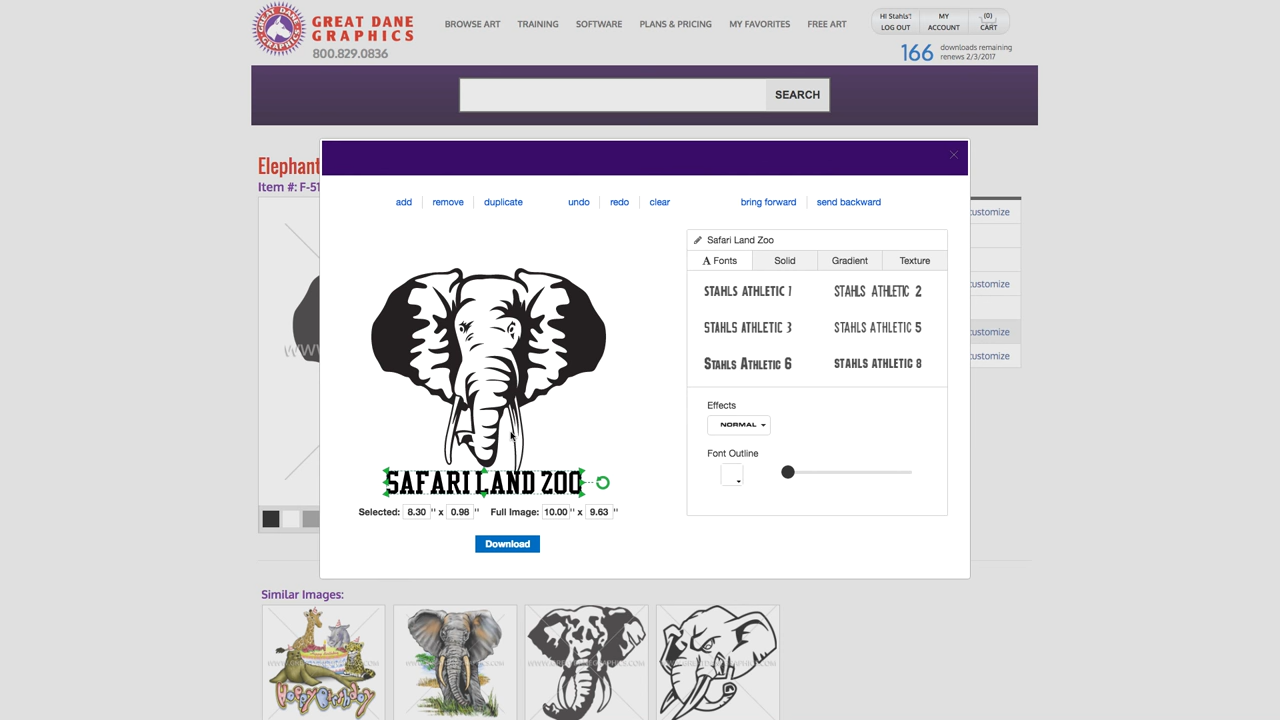 GREAT DANE
GRAPHICS
800.829.0836
BROWSE ART TRAINING SOFTWARE PLANS & PRICING MY FAVORITES FREE ART
Hi Stahls'!
LOG OUT
MY
ACCOUNT
(0)
CART
166 downloads remaining
renews 2/3/2017
SEARCH
Elephant
Item #: F-51
add remove duplicate undo redo clear bring forward send backward
Safari Land Zoo
A Fonts Solid Gradient Texture
STAHLS ATHLETIC 1 STAHLS ATHLETIC 2
STAHLS ATHLETIC 3 STAHLS ATHLETIC 5
STAHLS ATHLETIC 6 STAHLS ATHLETIC 8
Effects
NORMAL
Font Outline
ustomize
ustomize
ustomize
ustomize
SAFARI LAND ZOO
Selected: 8.30 " x 0.98 " Full Image: 10.00 " x 9.63 "
Download
Similar Images:
Happy Birthday